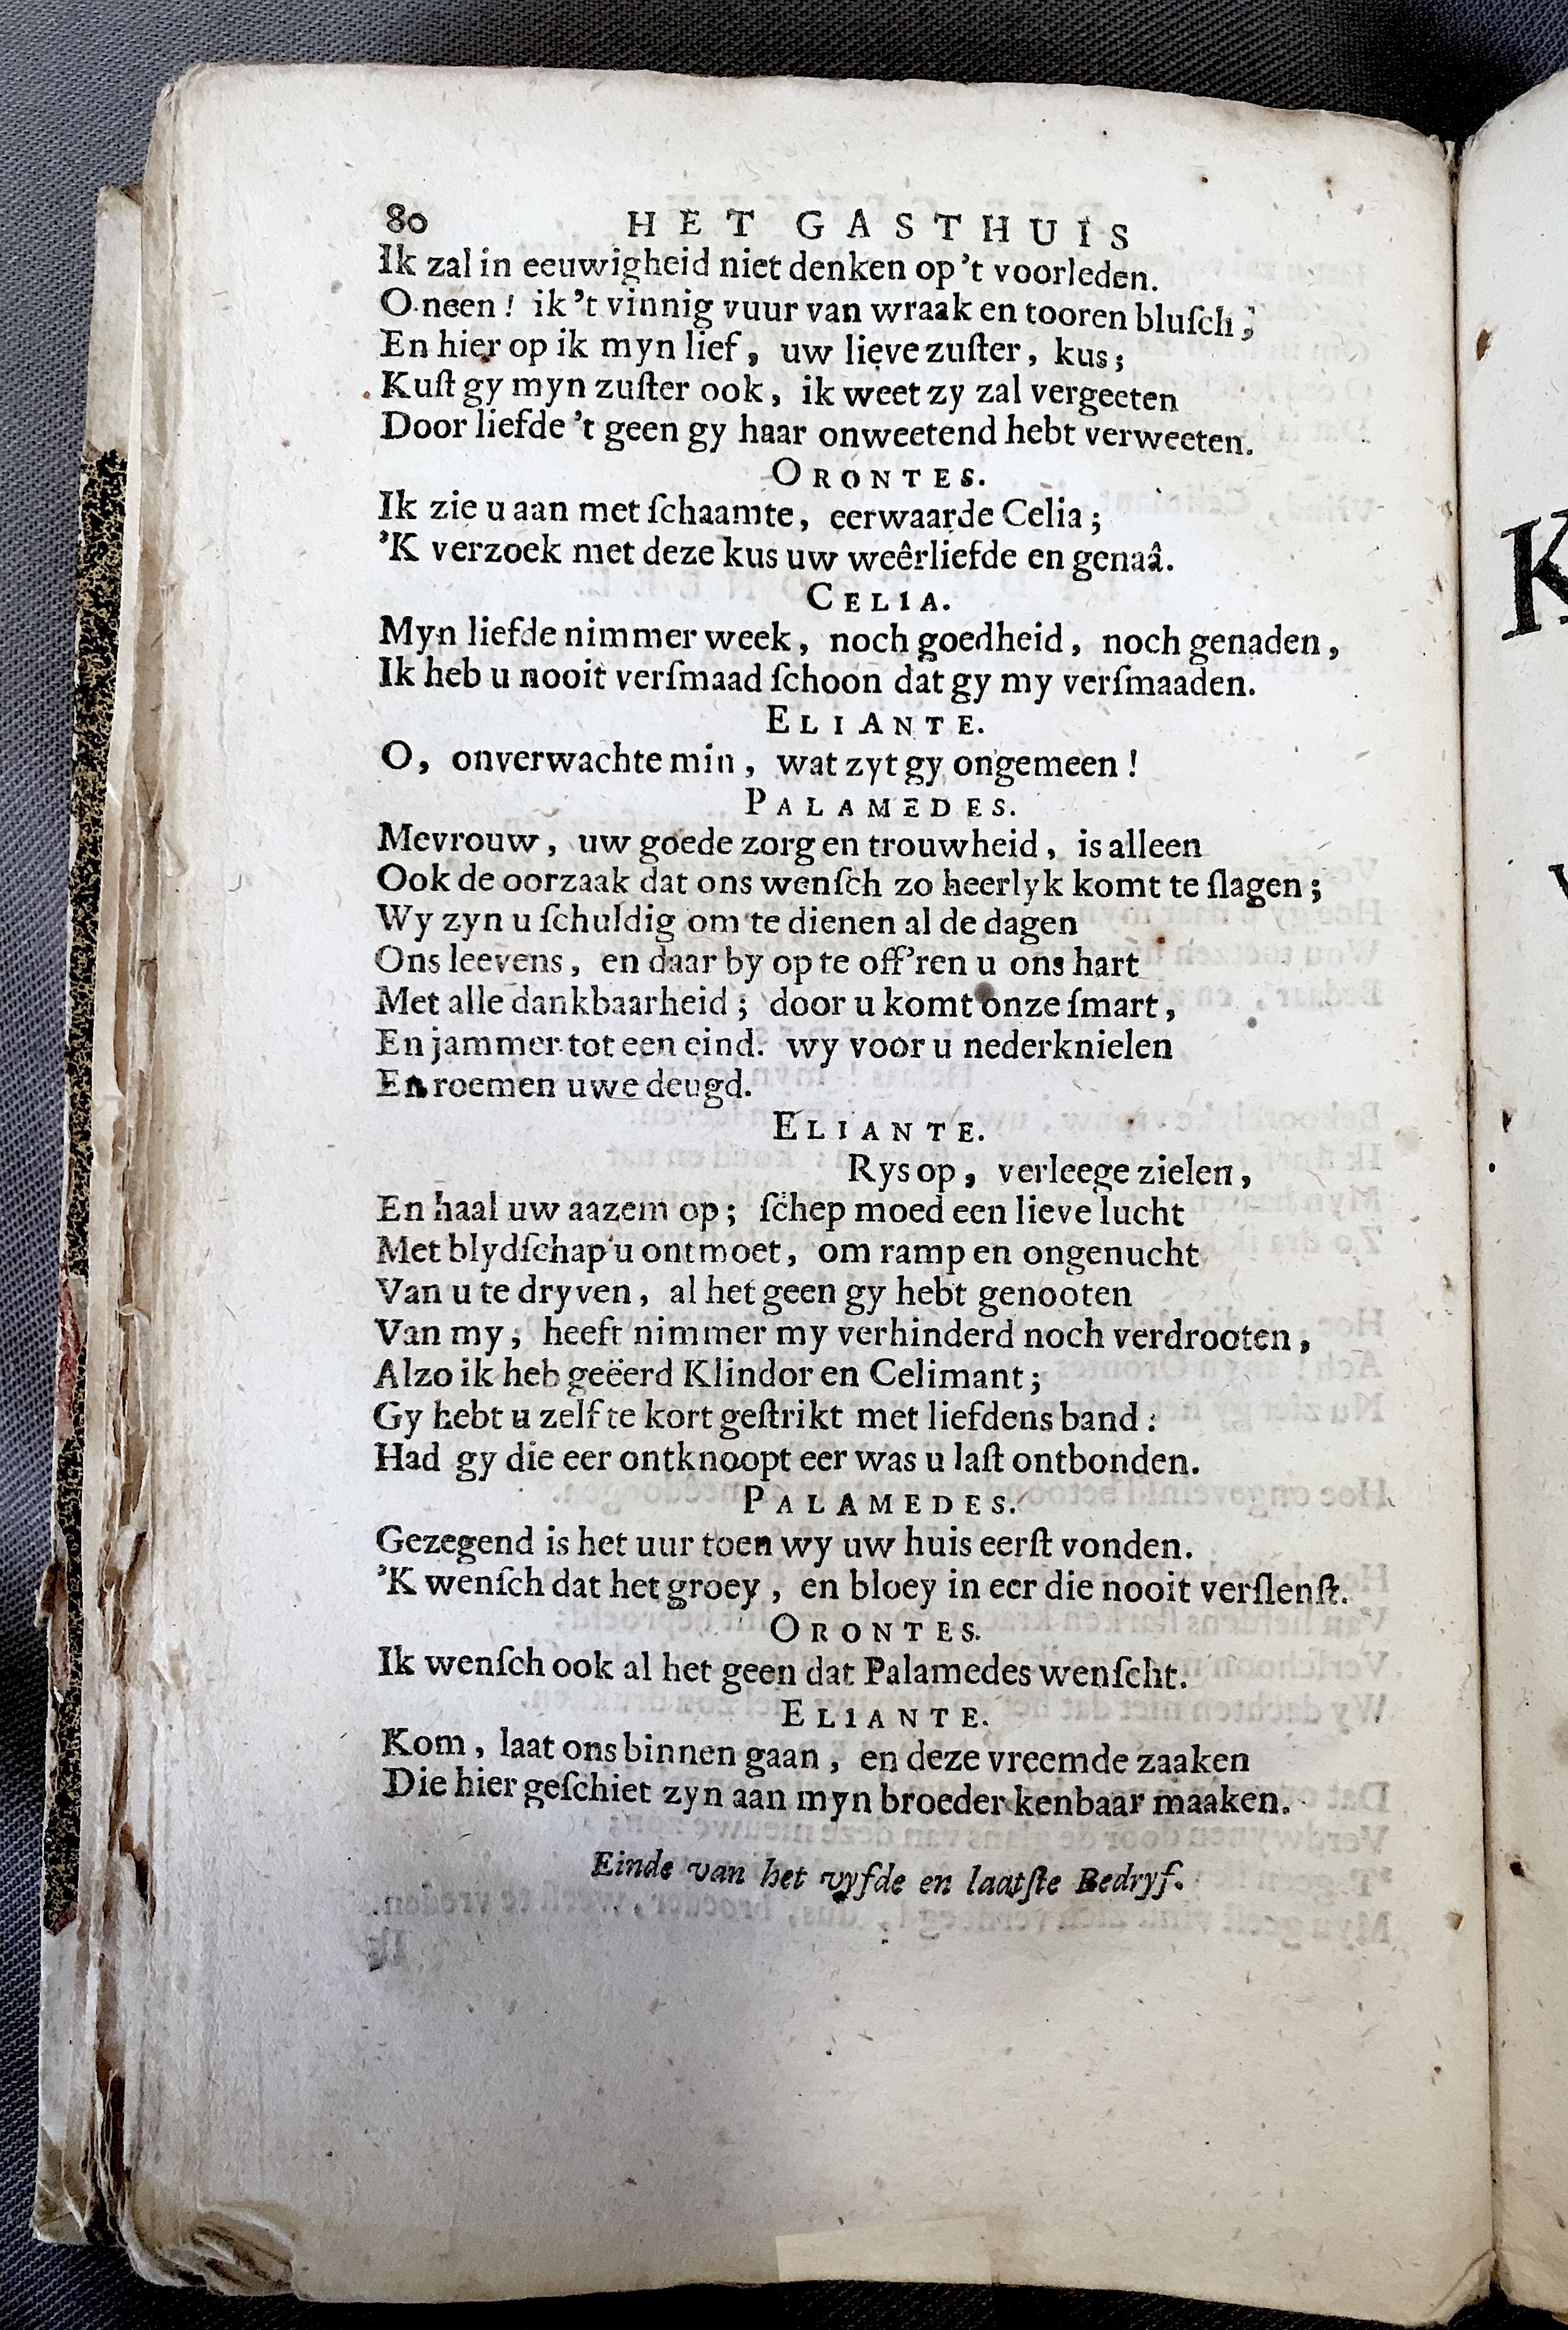 80 HET GASTHUIS
Ik zal in eeuwigheid niet denken op 't voorleden.
O neen! ik 't vinnig vuur van wraak en tooren bluſch;
En hier op ik myn lief, uw lieve zuſter, kus;
Kuſt gy myn zuſter ook, ik weet zy zal vergeeten
Door liefde 't geen gy haar onweetend hebt verweeten.
ORONTES.
Ik zie u aan met ſchaamte, eerwaarde Celia;
'K verzoek met deze kus uw weêrliefde en genaâ.
CELIA.
Myn liefde nimmer week, noch goedheid, noch genaden,
Ik heb u nooit verſmaad ſchoon dat gy my verſmaaden.
ELIANTE.
O, onverwachte min, wat zyt gy ongemeen!
PALAMEDES.
Mevrouw, uw goede zorg en trouwheid, is alleen
Ook de oorzaak dat ons wenſch zo heerlyk komt te ſlagen;
Wy zyn u ſchuldig om te dienen al de dagen
Ons leevens, en daar by op te off'ren u ons hart
Met alle dankbaarheid; door u komt onze ſmart,
En jammer tot een eind. wy voor u nederknielen
En roemen uwe deugd.
ELIANTE.
Rys op, verleege zielen,
En haal uw aazem op; ſchep moed een lieve lucht
Met blydſchap u ontmoet, om ramp en ongenucht
Van u te dryven, al het geen gy hebt genooten
Van my, heeft nimmer my verhinderd noch verdrooten,
Alzo ik heb geëerd Klindor en Celimant;
Gy hebt u zelf te kort geſtrikt met liefdens band:
Had gy die eer ontknoopt eer was u laſt ontbonden.
PALAMEDES.
Gezegend is het uur toen wy uw huis eerſt vonden.
'K wenſch dat het groey, en bloey in eer die nooit verſlenſt.
ORONTES.
Ik wenſch ook al het geen dat Palamedes wenſcht.
ELIANTE.
Kom, laat ons binnen gaan, en deze vreemde zaaken
Die hier geſchiet zyn aan myn broeder kenbaar maaken.
Einde van het vyfde en laatſte Bedryf.